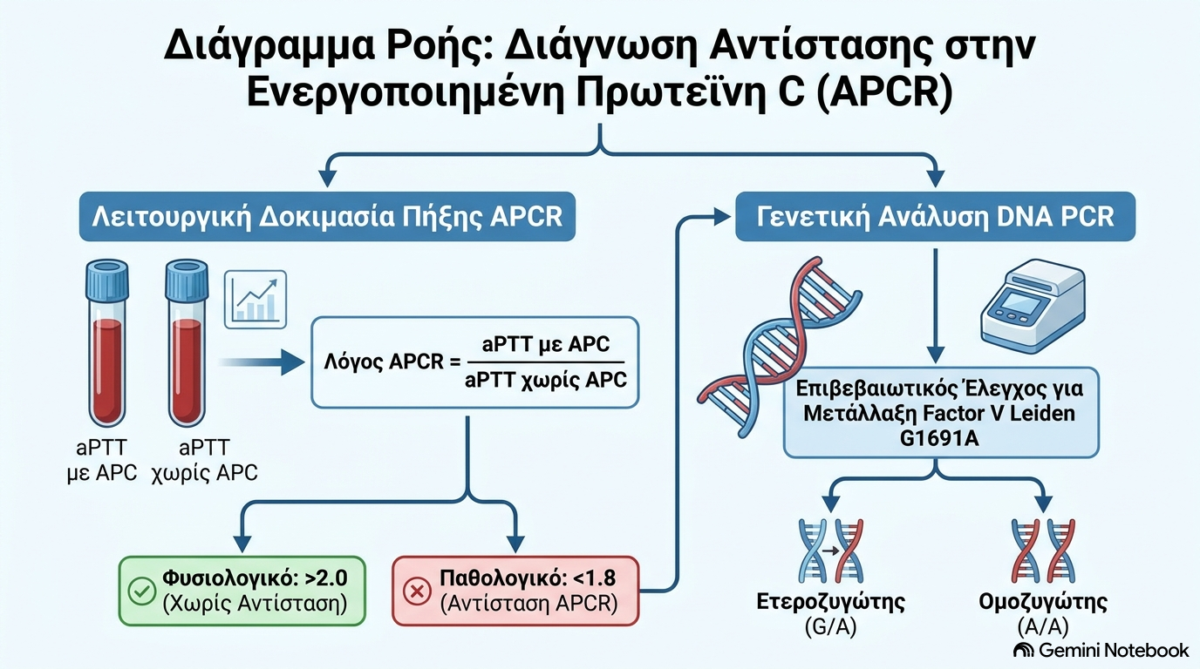 Διάγραμμα Ροής: Διάγνωση Αντίστασης στην
Ενεργοποιημένη Πρωτεΐνη C (APCR)
Λειτουργική Δοκιμασία Πήξης APCR
aPTT
με APC
aPTT
χωρίς APC
Λόγος APCR =
aPTT με APC
aPTT χωρίς APC
Φυσιολογικό: >2.0
(Χωρίς Αντίσταση)
Παθολογικό: <1.8
(Αντίσταση APCR)
Γενετική Ανάλυση DNA PCR
Επιβεβαιωτικός Έλεγχος για
Μετάλλαξη Factor V Leiden
G1691A
Ετεροζυγώτης
(G/A)
Ομοζυγώτης
(A/A)
Gemini Notebook